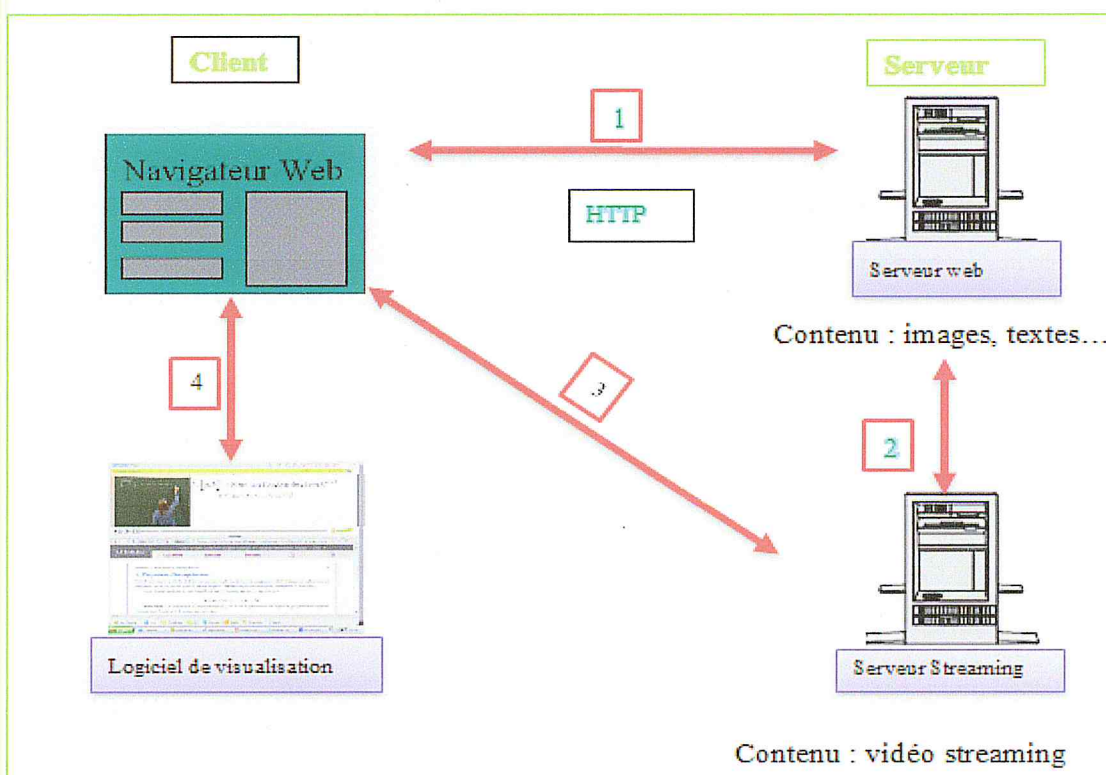 Client
Serveur
1
Navigateur Web
HTTP
Serveur web
Contenu : images, textes...
4
3
2
Logiciel de visualisation
Serveur Streaming
Contenu : vidéo streaming